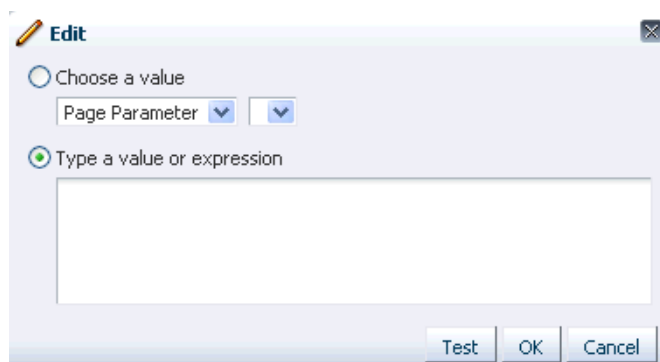 Edit
Choose a value
Page Parameter
Type a value or expression
Test OK Cancel